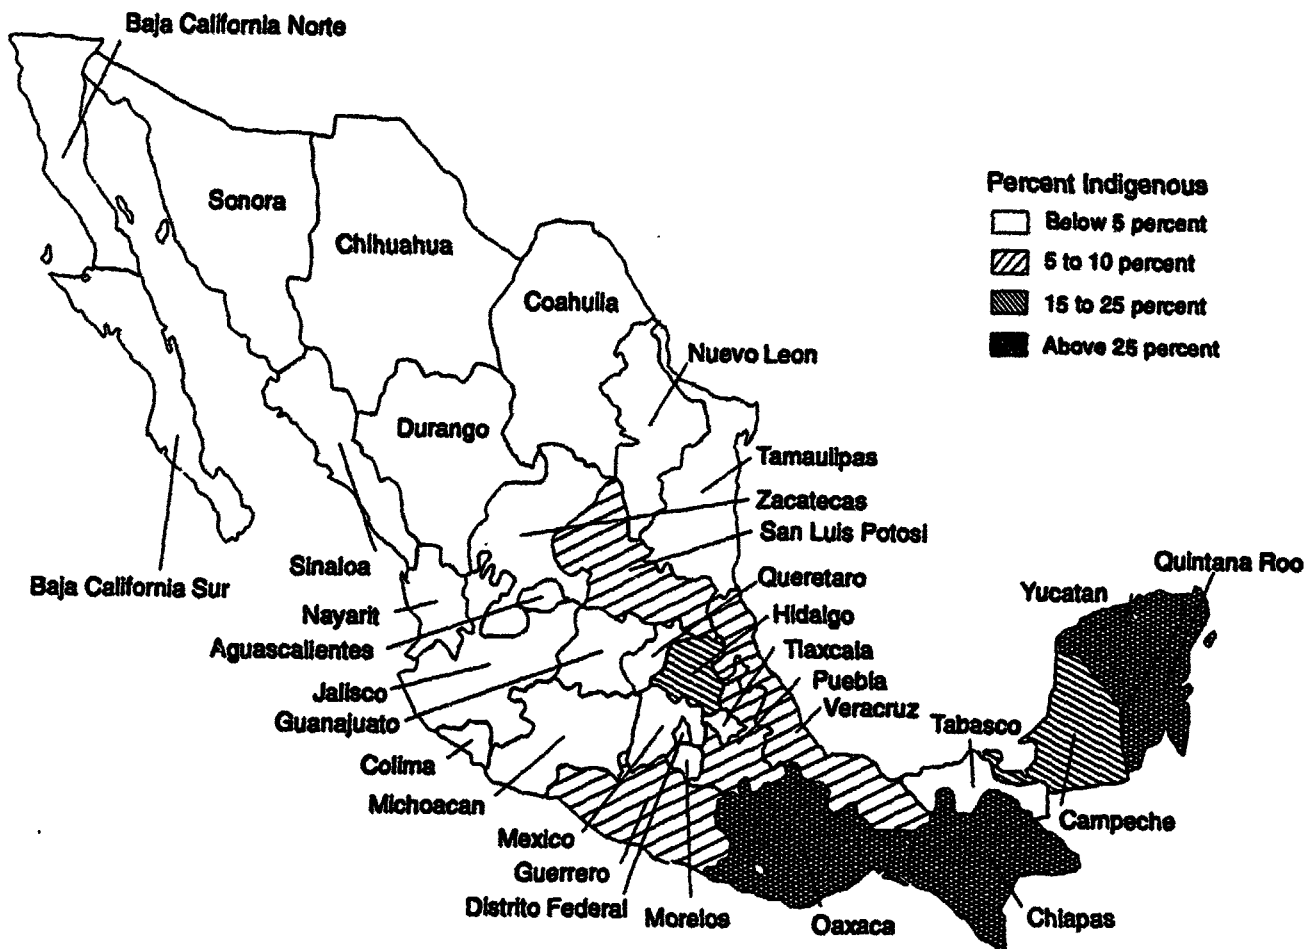 Baja California Norte
Percent Indigenous
Below 5 percent
Sonora
5 to 10 percent
Chihuahua
Coahuila
15 to 25 percent
Above 25 percent
Nuevo Leon
Durango
Tamaulipas
Zacatecas
San Luis Potosi
Quintana Roo
Sinaloa
Queretaro
Baja California Sur
Yucatan
Nayarit
Hidalgo
Aguascalientes
Tlaxcala
Jalisco
Puebla
Guanajuato
Veracruz
Tabasco
Colima
Michoacan
Campeche
Mexico
Guerrero
Distrito Federal
Morelos
Oaxaca
Chiapas